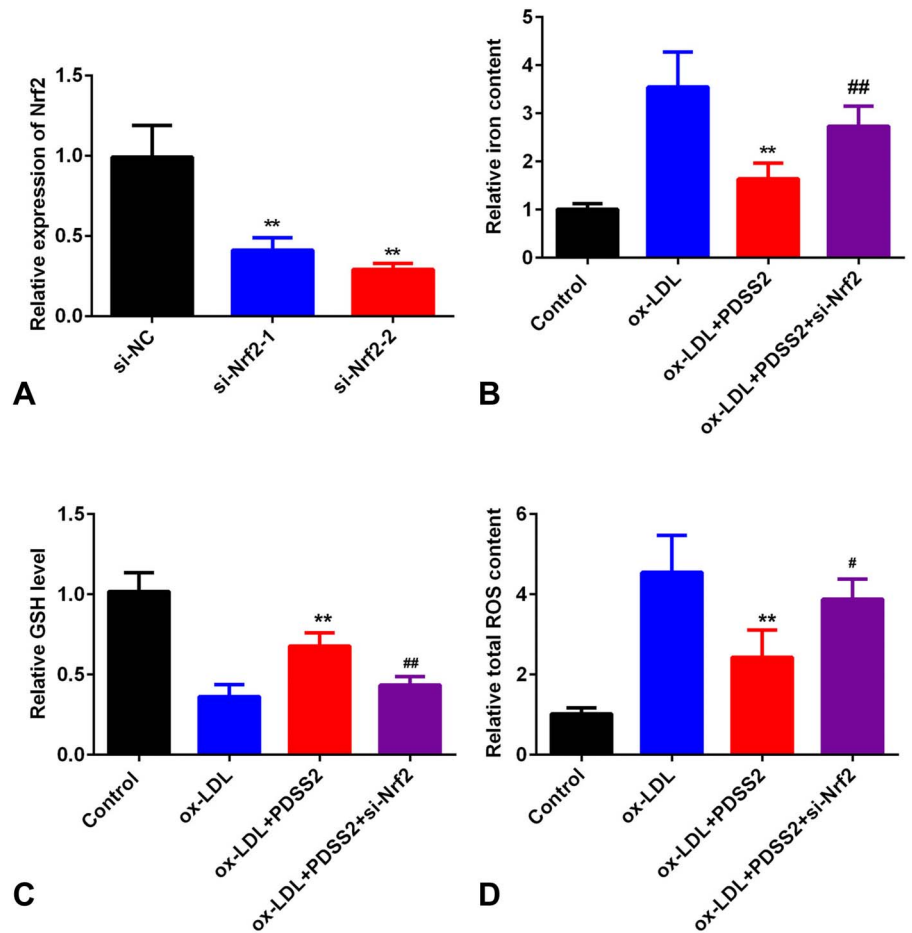 Relative expression of Nrf2
1.5
1.0
0.5
0.0
**
**
si-NC
si-Nrf2-1
si-Nrf2-2
A
Relative iron content
5
4
3
2
1
0
**
##
Control
ox-LDL
ox-LDL+PDSS2
ox-LDL+PDSS2+si-Nrf2
B
Relative GSH level
1.5
1.0
0.5
0.0
**
##
Control
ox-LDL
ox-LDL+PDSS2
ox-LDL+PDSS2+si-Nrf2
C
Relative total ROS content
6
4
2
0
**
#
Control
ox-LDL
ox-LDL+PDSS2
ox-LDL+PDSS2+si-Nrf2
D